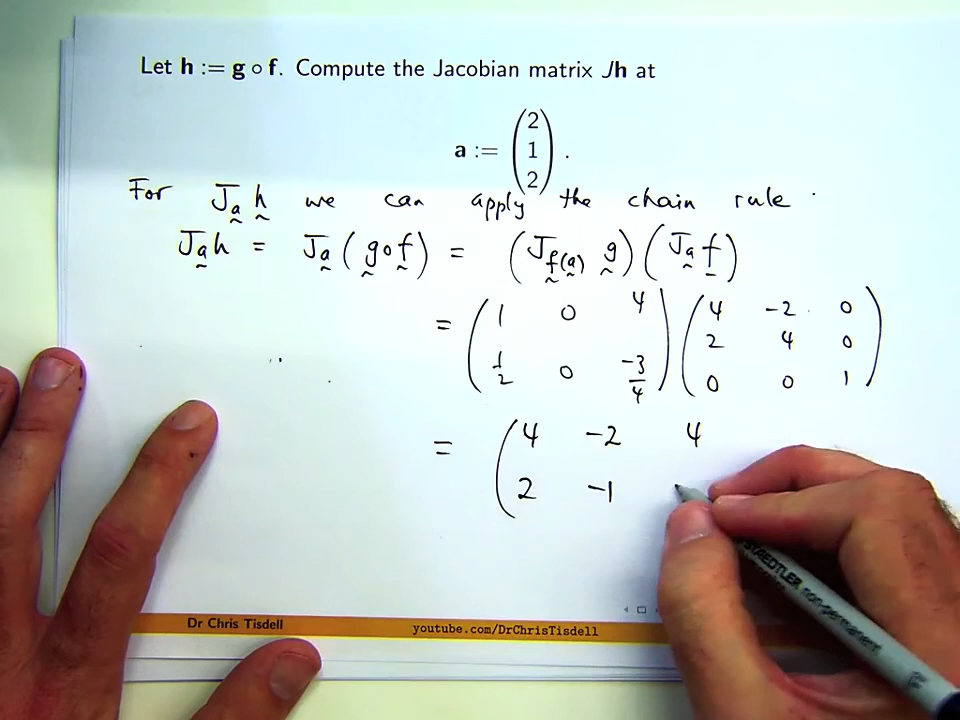 Let h := g ∘ f. Compute the Jacobian matrix Jh at
a := (2 1 2).
For J_a h we can apply the chain rule.
J_a h = J_a (g ∘ f) = (J_f(a) g)(J_a f)
= (1 0 4
1/2 0 -3/4) (4 -2 0
2 4 0
0 0 1)
= (4 -2 4
2 -1
STAEDTLER non-permanent F
Dr Chris Tisdell youtube.com/DrChrisTisdell